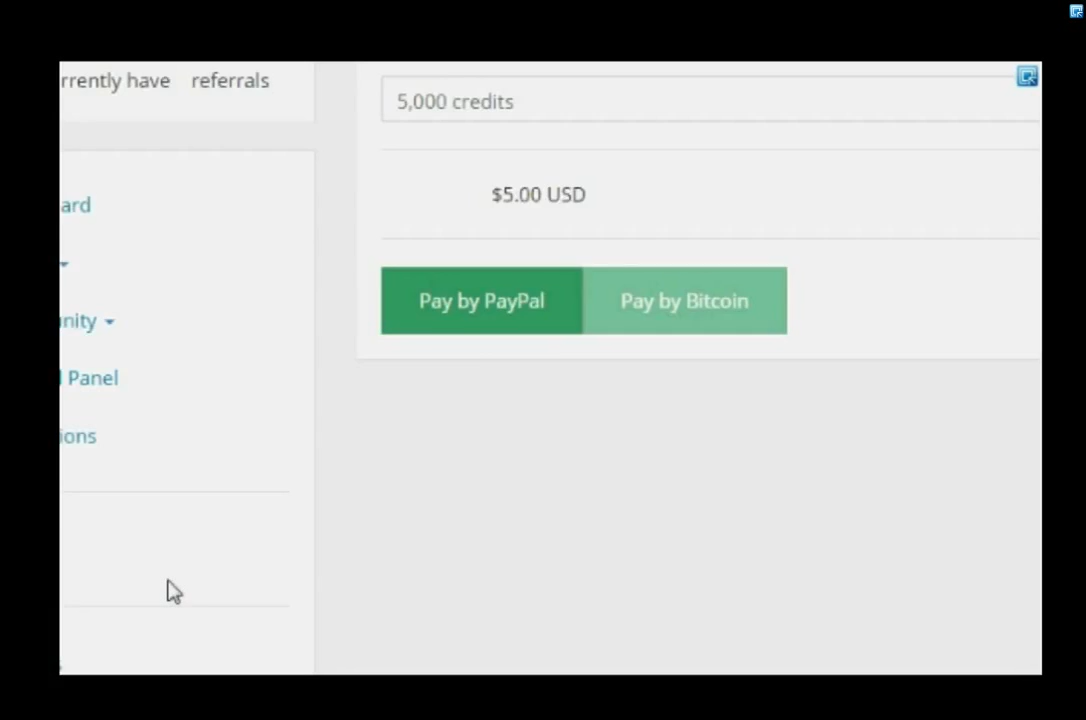 rrently have referrals
5,000 credits
ard
$5.00 USD
nity
Pay by PayPal
Pay by Bitcoin
Panel
ions